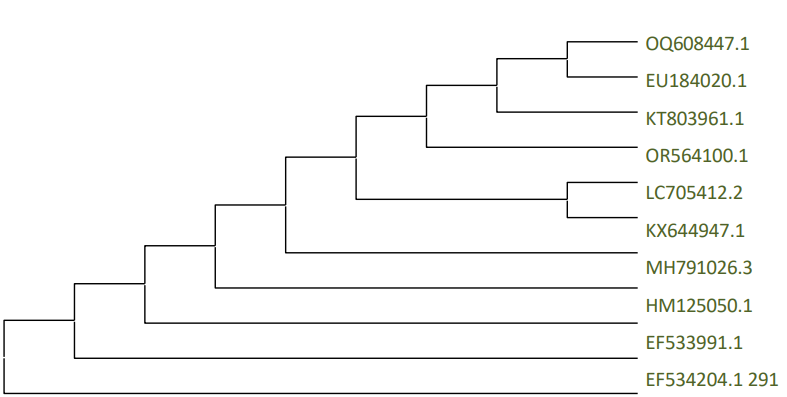 OQ608447.1
EU184020.1
KT803961.1
OR564100.1
LC705412.2
KX644947.1
MH791026.3
HM125050.1
EF533991.1
EF534204.1 291